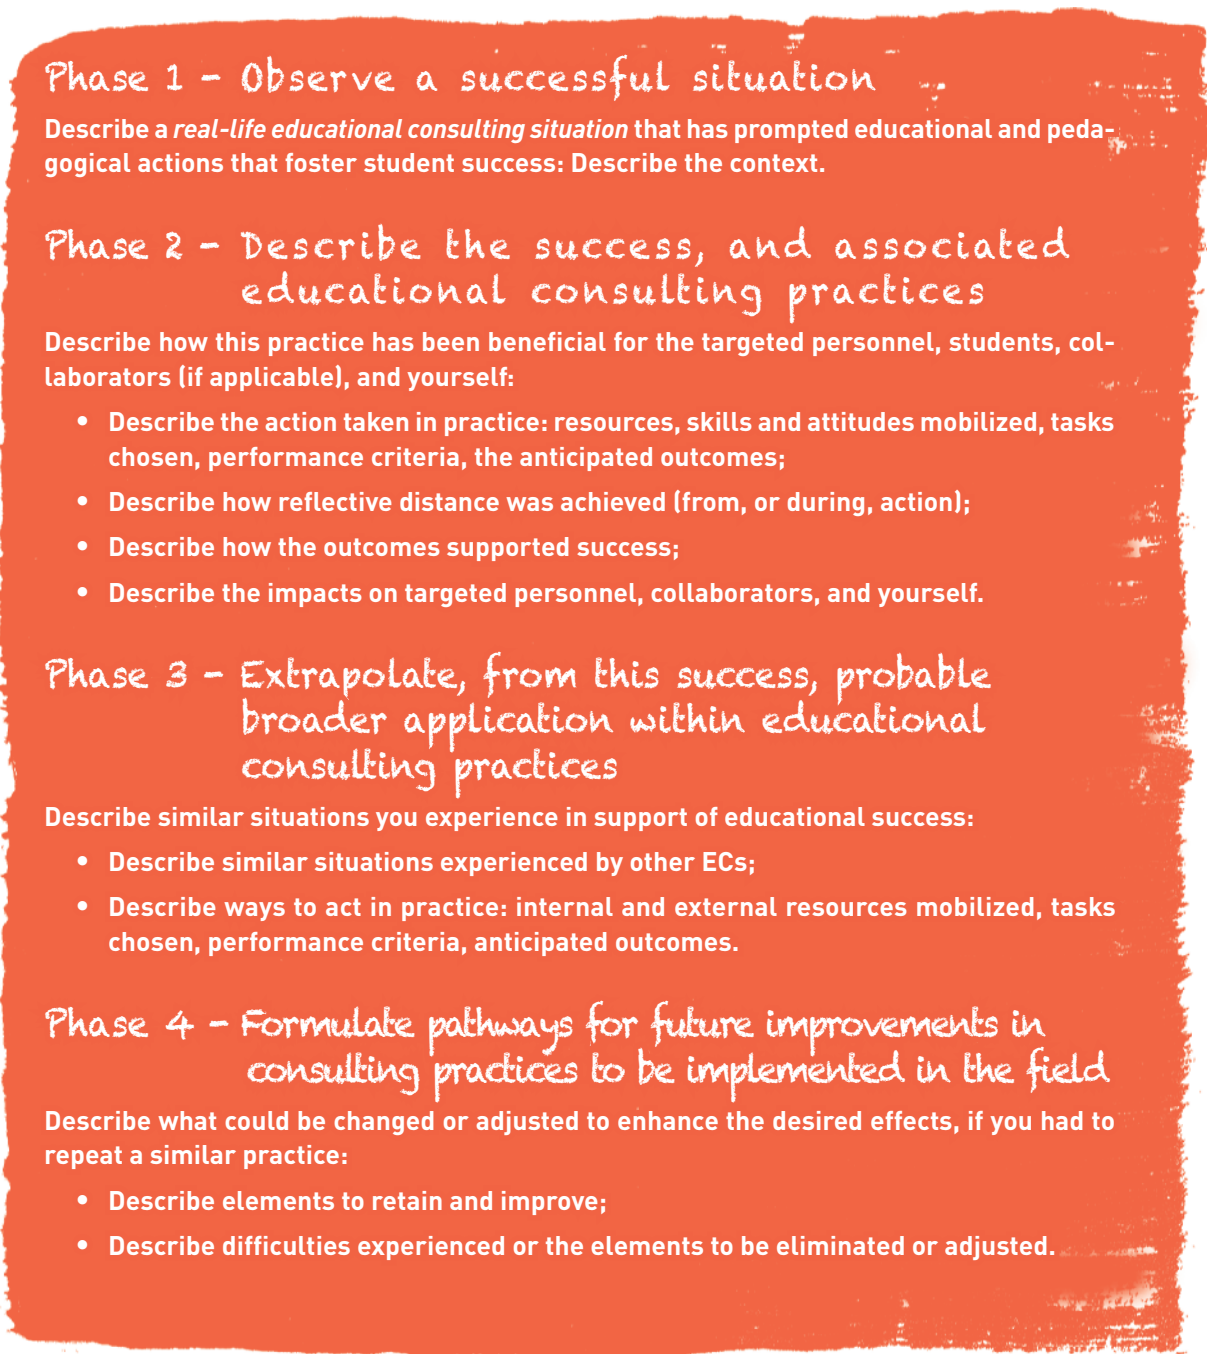 Phase 1 - Observe a successful situation
Describe a real-life educational consulting situation that has prompted educational and peda-
gogical actions that foster student success: Describe the context.
Phase 2 - Describe the success, and associated
educational consulting practices
Describe how this practice has been beneficial for the targeted personnel, students, col-
laborators (if applicable), and yourself:
• Describe the action taken in practice: resources, skills and attitudes mobilized, tasks
chosen, performance criteria, the anticipated outcomes;
• Describe how reflective distance was achieved (from, or during, action);
• Describe how the outcomes supported success;
• Describe the impacts on targeted personnel, collaborators, and yourself.
Phase 3 - Extrapolate, from this success, probable
broader application within educational
consulting practices
Describe similar situations you experience in support of educational success:
• Describe similar situations experienced by other ECs;
• Describe ways to act in practice: internal and external resources mobilized, tasks
chosen, performance criteria, anticipated outcomes.
Phase 4 - Formulate pathways for future improvements in
consulting practices to be implemented in the field
Describe what could be changed or adjusted to enhance the desired effects, if you had to
repeat a similar practice:
• Describe elements to retain and improve;
• Describe difficulties experienced or the elements to be eliminated or adjusted.